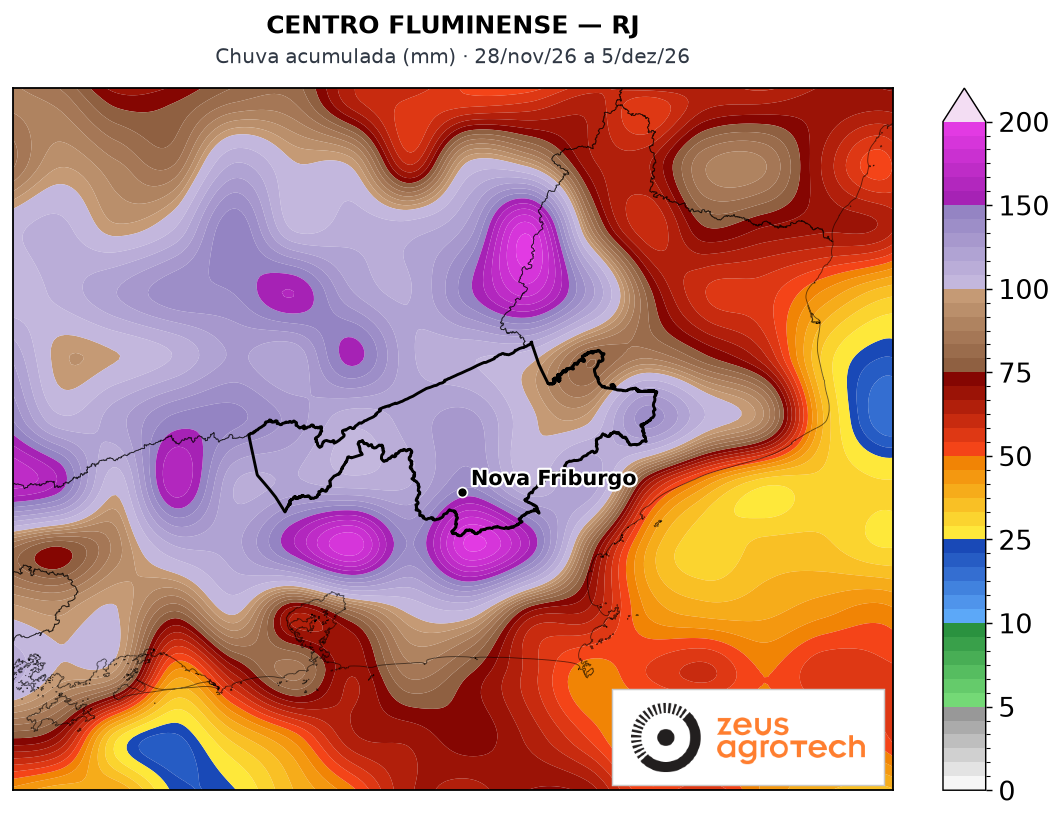 CENTRO FLUMINENSE — RJ
Chuva acumulada (mm) · 28/nov/26 a 5/dez/26
200
150
100
75
50
25
10
5
0
Nova Friburgo
zeus
agrotech